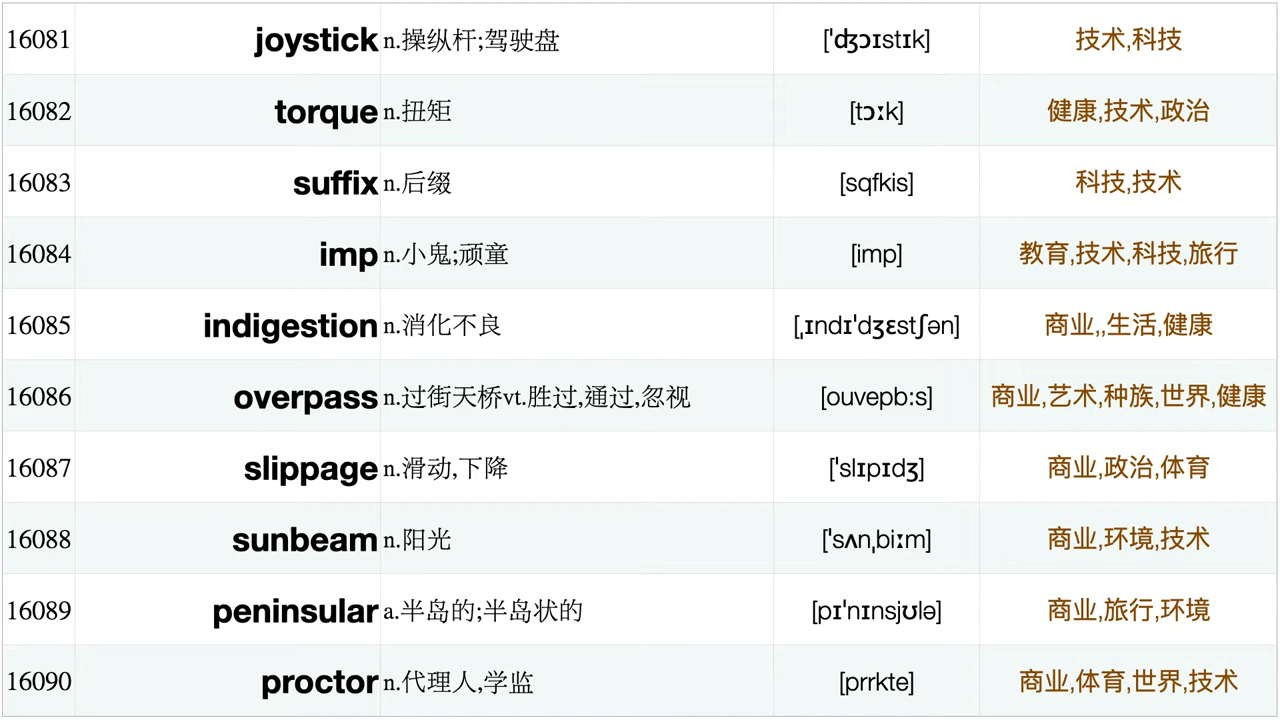 16081 joystick n.操纵杆;驾驶盘 [ˈʤɔɪstɪk] 技术,科技
16082 torque n.扭矩 [tɔːk] 健康,技术,政治
16083 suffix n.后缀 [sqfkis] 科技,技术
16084 imp n.小鬼;顽童 [imp] 教育,技术,科技,旅行
16085 indigestion n.消化不良 [ˌɪndɪˈdʒɛstʃən] 商业,,生活,健康
16086 overpass n.过街天桥vt.胜过,通过,忽视 [ouvepb:s] 商业,艺术,种族,世界,健康
16087 slippage n.滑动,下降 [ˈslɪpɪdʒ] 商业,政治,体育
16088 sunbeam n.阳光 [ˈsʌnˌbiːm] 商业,环境,技术
16089 peninsular a.半岛的;半岛状的 [pɪˈnɪnsjʊlə] 商业,旅行,环境
16090 proctor n.代理人,学监 [prrkte] 商业,体育,世界,技术